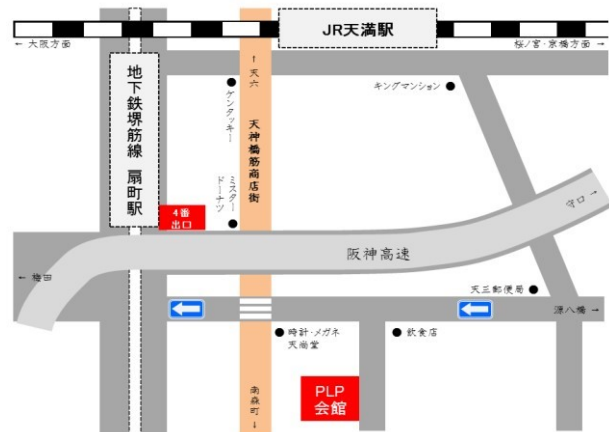 JR天満駅
← 大阪方面
桜ノ宮・京橋方面 →
地下鉄堺筋線 扇町駅
← 天六
ケンタッキー
キングマンション
天神橋筋商店街
ミスター
ドーナツ
4番
出口
守口 →
阪神高速
← 梅田
天三郵便局
源八橋 →
時計・メガネ
天尚堂
飲食店
PLP
会館
南森町 →